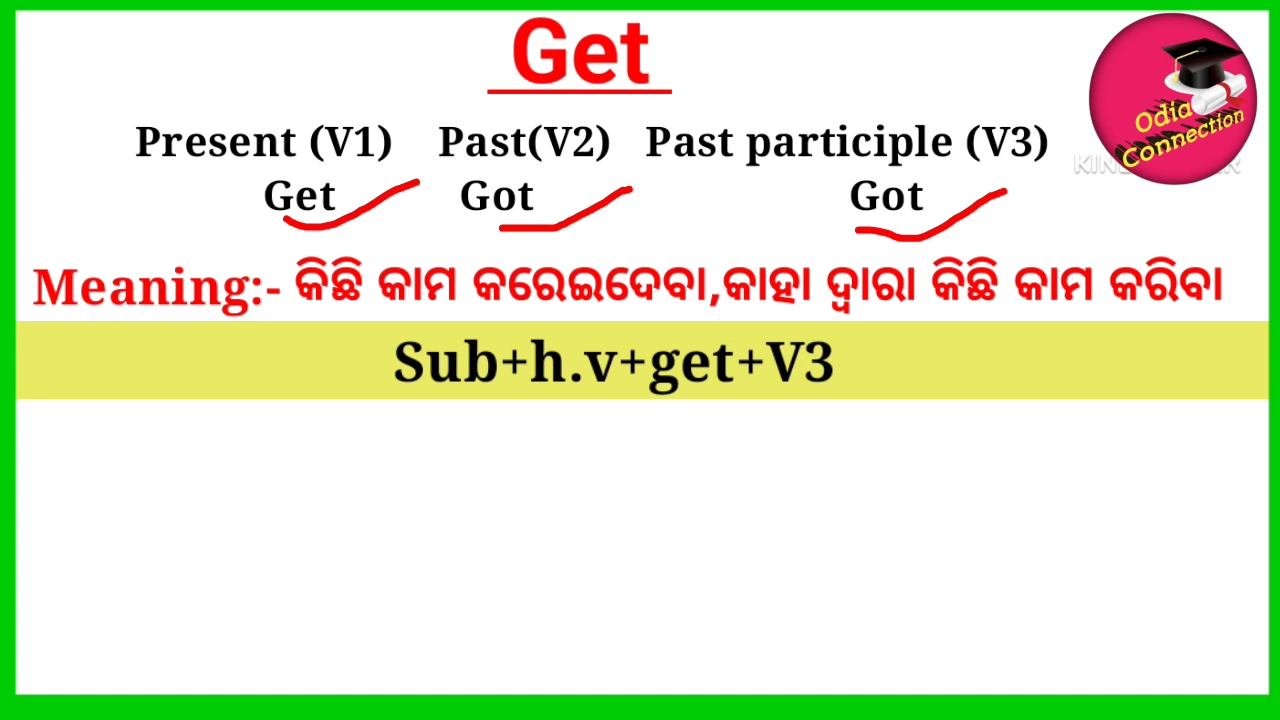 Get
Odia
Connection
Present (V1) Past(V2) Past participle (V3)
Get Got Got
Meaning:- କିଛି କାମ କରେଇଦେବା,କାହା ଦ୍ୱାରା କିଛି କାମ କରିବା
Sub+h.v+get+V3